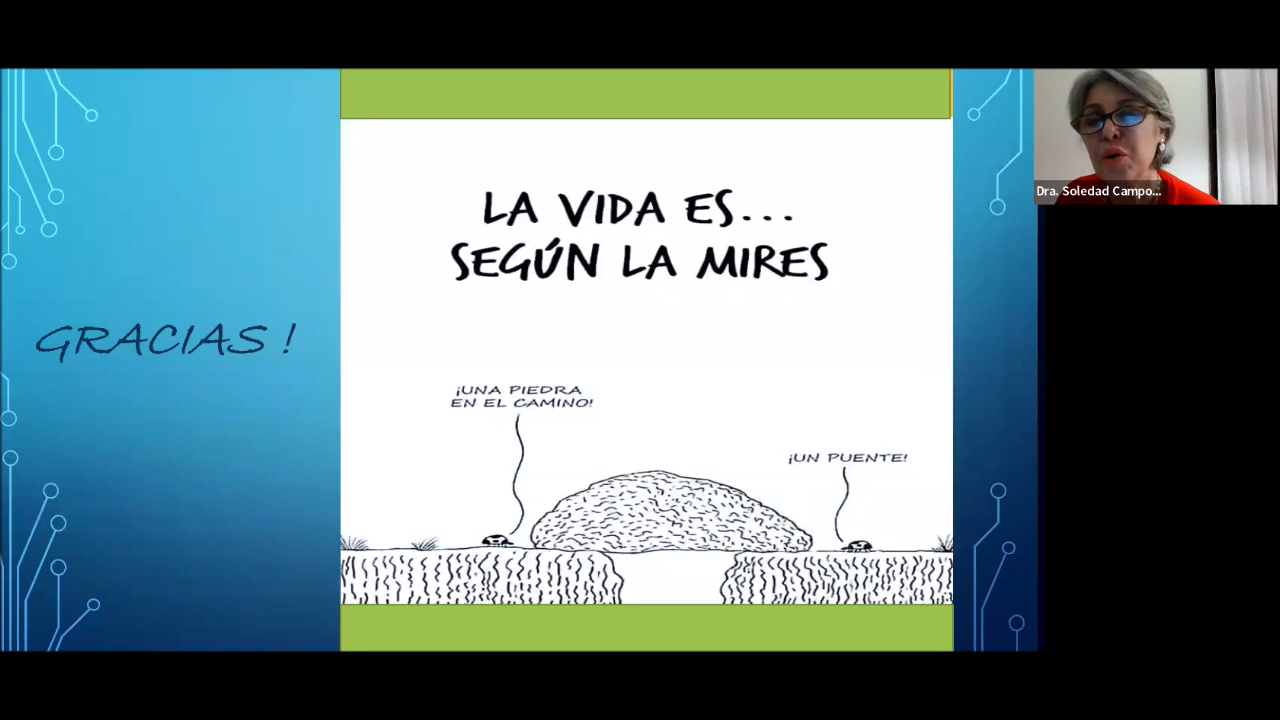 GRACIAS !
LA VIDA ES...
SEGÚN LA MIRES
¡UNA PIEDRA
EN EL CAMINO!
¡UN PUENTE!
Dra. Soledad Campo...